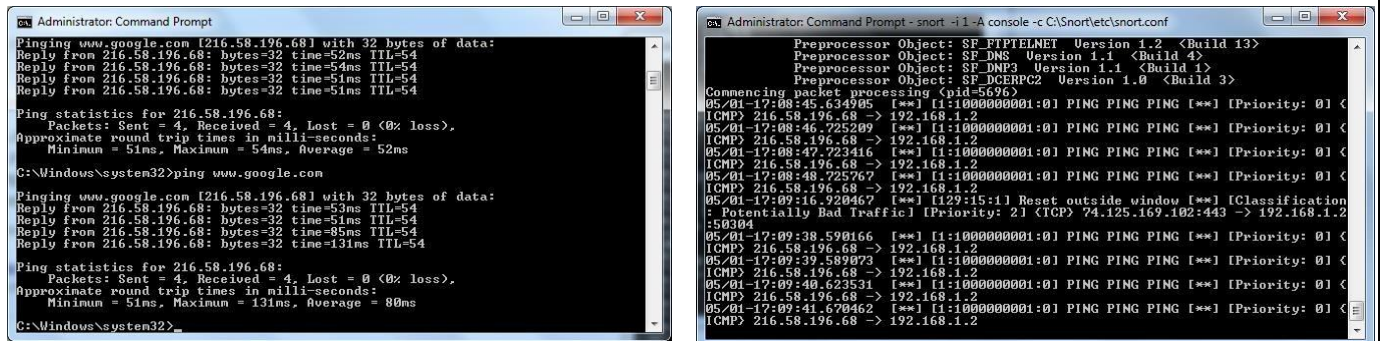 Administrator: Command Prompt
Pinging www.google.com [216.58.196.68] with 32 bytes of data:
Reply from 216.58.196.68: bytes=32 time=52ms TTL=54
Reply from 216.58.196.68: bytes=32 time=54ms TTL=54
Reply from 216.58.196.68: bytes=32 time=51ms TTL=54
Reply from 216.58.196.68: bytes=32 time=51ms TTL=54
Ping statistics for 216.58.196.68:
Packets: Sent = 4, Received = 4, Lost = 0 (0% loss),
Approximate round trip times in milli-seconds:
Minimum = 51ms, Maximum = 54ms, Average = 52ms
C:\Windows\system32>ping www.google.com
Pinging www.google.com [216.58.196.68] with 32 bytes of data:
Reply from 216.58.196.68: bytes=32 time=53ms TTL=54
Reply from 216.58.196.68: bytes=32 time=51ms TTL=54
Reply from 216.58.196.68: bytes=32 time=85ms TTL=54
Reply from 216.58.196.68: bytes=32 time=131ms TTL=54
Ping statistics for 216.58.196.68:
Packets: Sent = 4, Received = 4, Lost = 0 (0% loss),
Approximate round trip times in milli-seconds:
Minimum = 51ms, Maximum = 131ms, Average = 80ms
C:\Windows\system32>_
Administrator: Command Prompt - snort -i 1 -A console -c C:\Snort\etc\snort.conf
Preprocessor Object: SF_FTPTELNET Version 1.2 <Build 13>
Preprocessor Object: SF_DNS Version 1.1 <Build 4>
Preprocessor Object: SF_DNP3 Version 1.1 <Build 1>
Preprocessor Object: SF_DCERPC2 Version 1.0 <Build 3>
Commencing packet processing (pid=5696)
05/01-17:08:45.634905 [**] [1:1000000001:0] PING PING PING [**] [Priority: 0] {
ICMP} 216.58.196.68 -> 192.168.1.2
05/01-17:08:46.725209 [**] [1:1000000001:0] PING PING PING [**] [Priority: 0] {
ICMP} 216.58.196.68 -> 192.168.1.2
05/01-17:08:47.723416 [**] [1:1000000001:0] PING PING PING [**] [Priority: 0] {
ICMP} 216.58.196.68 -> 192.168.1.2
05/01-17:08:48.725767 [**] [1:1000000001:0] PING PING PING [**] [Priority: 0] {
ICMP} 216.58.196.68 -> 192.168.1.2
05/01-17:09:16.920467 [**] [129:15:1] Reset outside window [**] [Classification
: Potentially Bad Traffic] [Priority: 2] {TCP} 74.125.169.102:443 -> 192.168.1.2
:50304
05/01-17:09:38.590166 [**] [1:1000000001:0] PING PING PING [**] [Priority: 0] {
ICMP} 216.58.196.68 -> 192.168.1.2
05/01-17:09:39.589073 [**] [1:1000000001:0] PING PING PING [**] [Priority: 0] {
ICMP} 216.58.196.68 -> 192.168.1.2
05/01-17:09:40.623531 [**] [1:1000000001:0] PING PING PING [**] [Priority: 0] {
ICMP} 216.58.196.68 -> 192.168.1.2
05/01-17:09:41.670462 [**] [1:1000000001:0] PING PING PING [**] [Priority: 0] {
ICMP} 216.58.196.68 -> 192.168.1.2